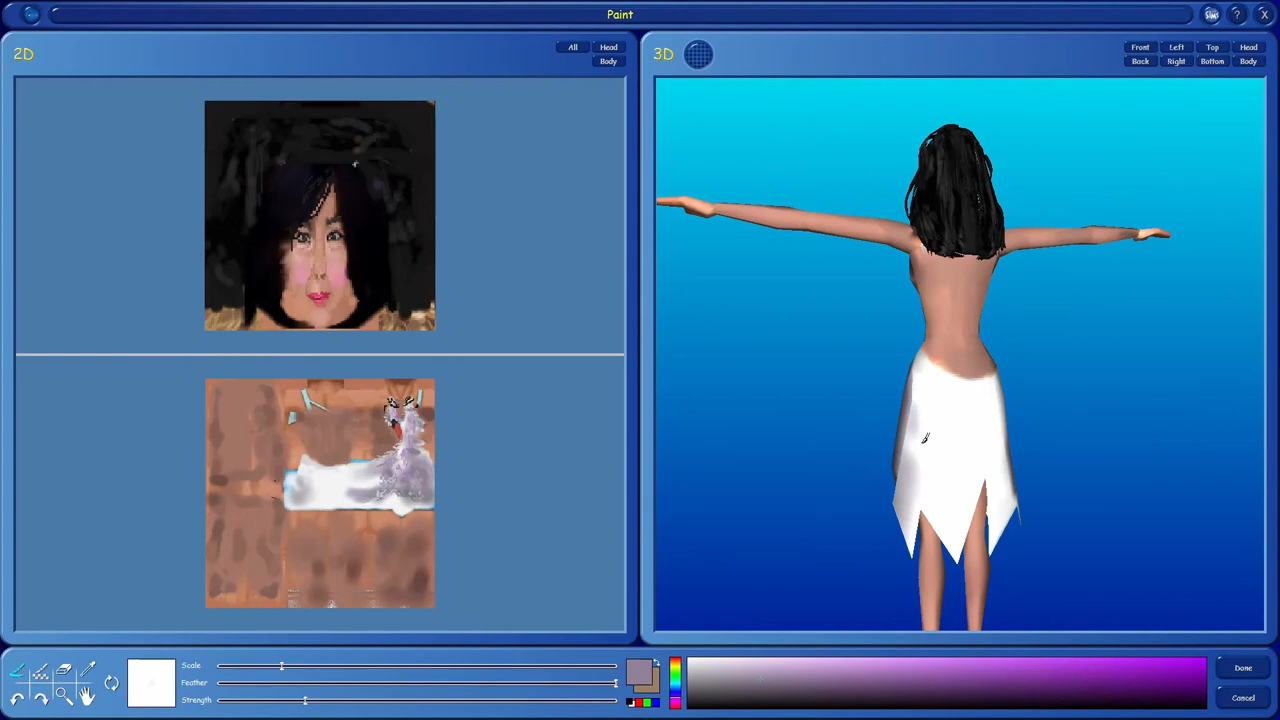 Paint
SIMS ? X
2D
All Head
Body
3D
Front Left Top Head
Back Right Bottom Body
Scale
Feather
Strength
Done
Cancel